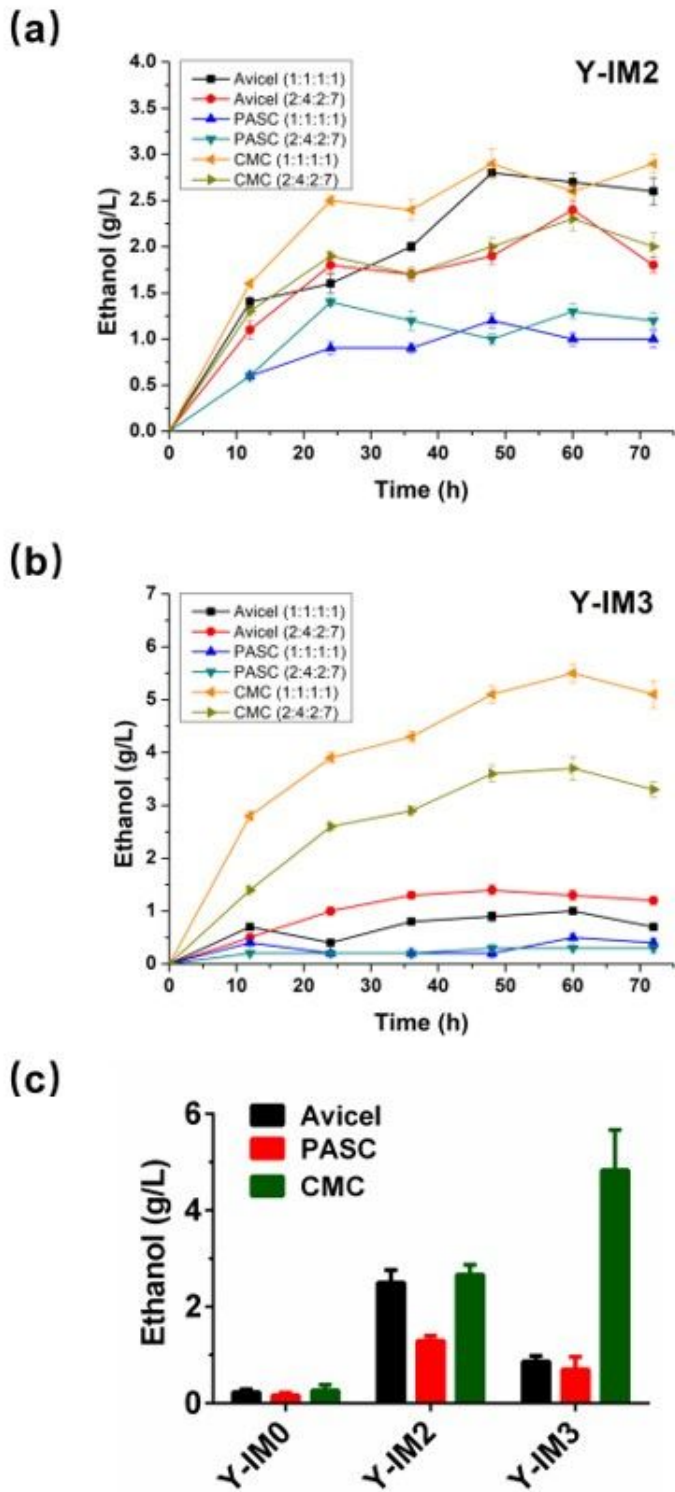 (a)
Y-IM2
Avicel (1:1:1:1)
Avicel (2:4:2:7)
PASC (1:1:1:1)
PASC (2:4:2:7)
CMC (1:1:1:1)
CMC (2:4:2:7)
Ethanol (g/L)
4.0
3.5
3.0
2.5
2.0
1.5
1.0
0.5
0.0
0 10 20 30 40 50 60 70
Time (h)
(b)
Y-IM3
Avicel (1:1:1:1)
Avicel (2:4:2:7)
PASC (1:1:1:1)
PASC (2:4:2:7)
CMC (1:1:1:1)
CMC (2:4:2:7)
Ethanol (g/L)
7
6
5
4
3
2
1
0
0 10 20 30 40 50 60 70
Time (h)
(c)
Avicel
PASC
CMC
Ethanol (g/L)
6
4
2
0
Y-IM0 Y-IM2 Y-IM3